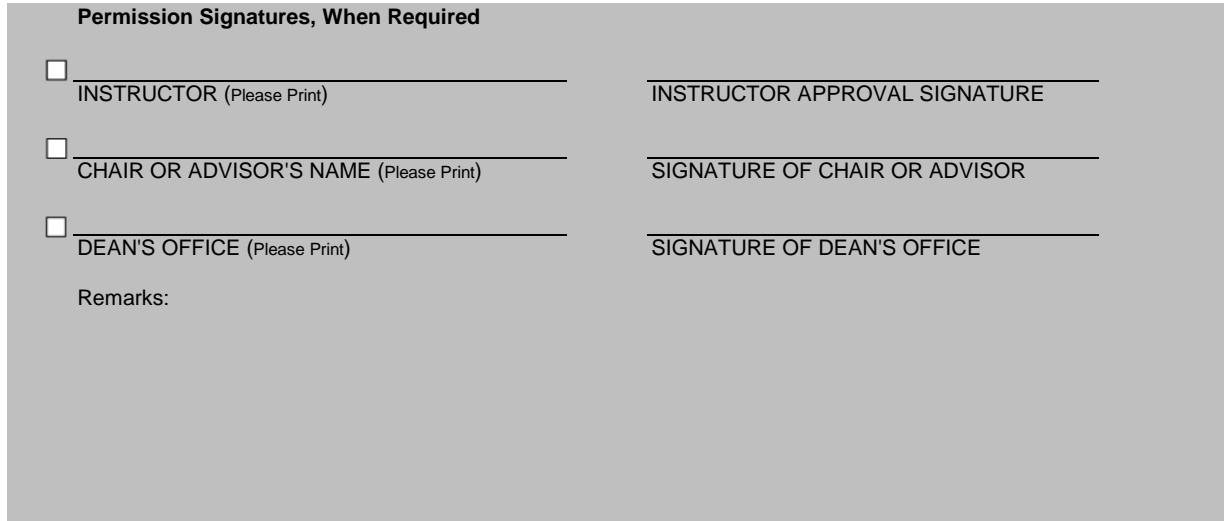 Permission Signatures, When Required
INSTRUCTOR (Please Print) INSTRUCTOR APPROVAL SIGNATURE
CHAIR OR ADVISOR'S NAME (Please Print) SIGNATURE OF CHAIR OR ADVISOR
DEAN'S OFFICE (Please Print) SIGNATURE OF DEAN'S OFFICE
Remarks: